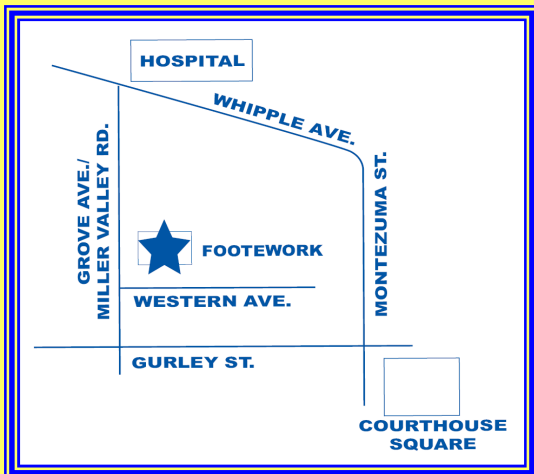 HOSPITAL
WHIPPLE AVE.
GROVE AVE./
MILLER VALLEY RD.
MONTEZUMA ST.
FOOTEWORK
WESTERN AVE.
GURLEY ST.
COURTHOUSE
SQUARE